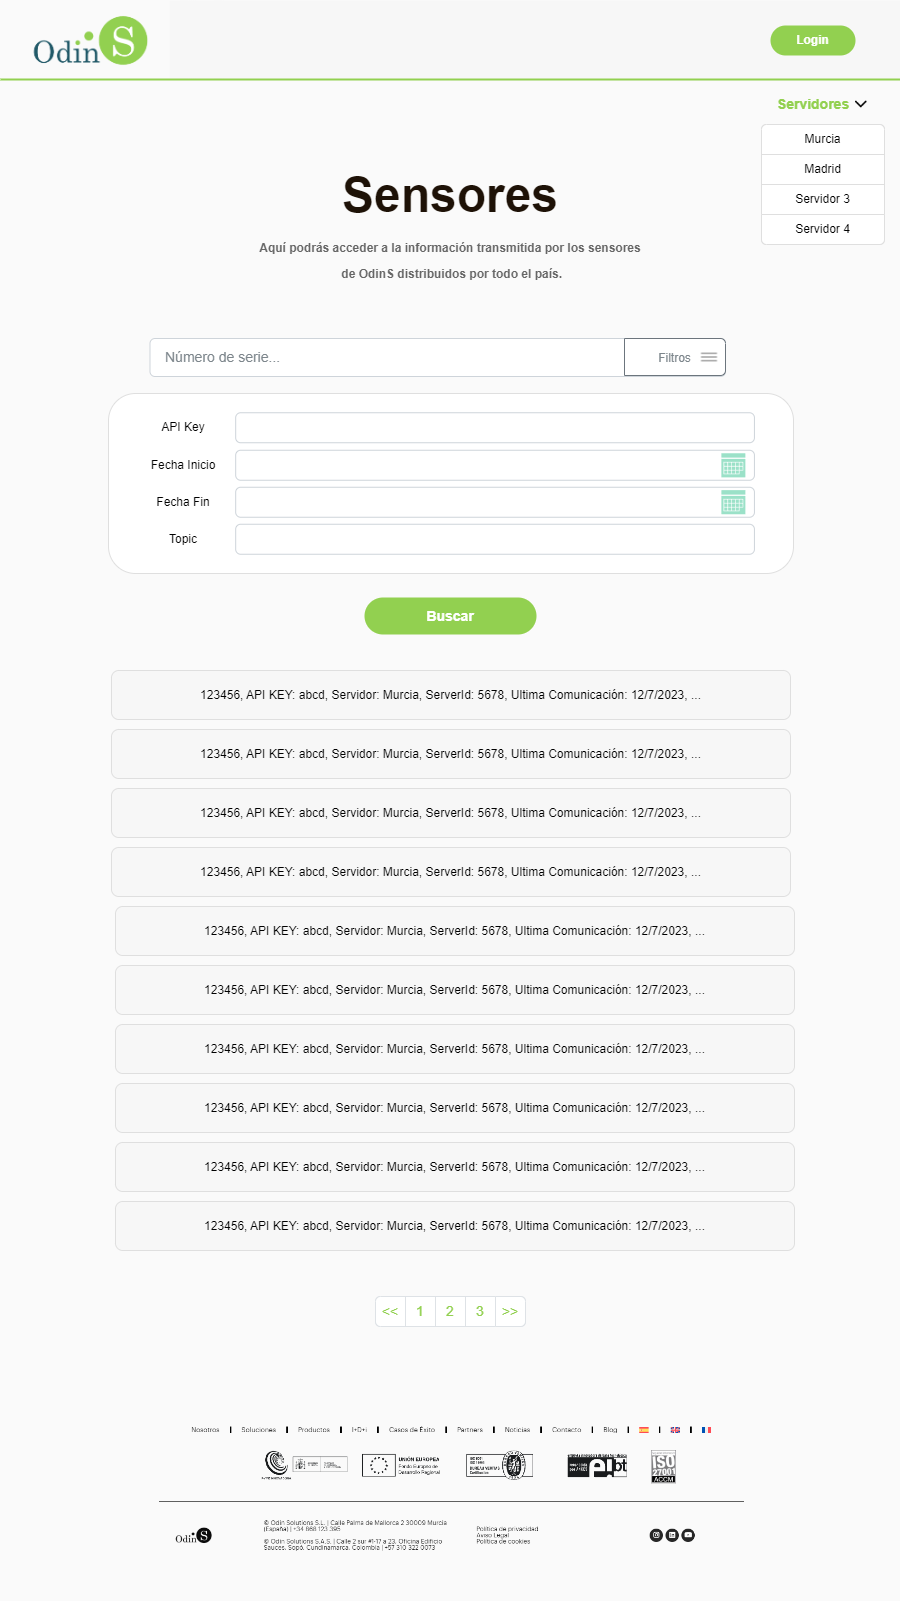 OdinS
Login
Servidores
Murcia
Madrid
Servidor 3
Servidor 4
Sensores
Aquí podrás acceder a la información transmitida por los sensores
de OdinS distribuidos por todo el país.
Número de serie...
Filtros
API Key
Fecha Inicio
Fecha Fin
Topic
Buscar
123456, API KEY: abcd, Servidor: Murcia, ServerId: 5678, Ultima Comunicación: 12/7/2023, ...
123456, API KEY: abcd, Servidor: Murcia, ServerId: 5678, Ultima Comunicación: 12/7/2023, ...
123456, API KEY: abcd, Servidor: Murcia, ServerId: 5678, Ultima Comunicación: 12/7/2023, ...
123456, API KEY: abcd, Servidor: Murcia, ServerId: 5678, Ultima Comunicación: 12/7/2023, ...
123456, API KEY: abcd, Servidor: Murcia, ServerId: 5678, Ultima Comunicación: 12/7/2023, ...
123456, API KEY: abcd, Servidor: Murcia, ServerId: 5678, Ultima Comunicación: 12/7/2023, ...
123456, API KEY: abcd, Servidor: Murcia, ServerId: 5678, Ultima Comunicación: 12/7/2023, ...
123456, API KEY: abcd, Servidor: Murcia, ServerId: 5678, Ultima Comunicación: 12/7/2023, ...
123456, API KEY: abcd, Servidor: Murcia, ServerId: 5678, Ultima Comunicación: 12/7/2023, ...
123456, API KEY: abcd, Servidor: Murcia, ServerId: 5678, Ultima Comunicación: 12/7/2023, ...
<< 1 2 3 >>
Nosotros | Soluciones | Productos | I+D+i | Casos de Éxito | Partners | Noticias | Contacto | Blog | | |
UNIÓN EUROPEA
Fondo Europeo de
Desarrollo Regional
BUREAU VERITAS
Certification
eibt
ISO
27001
ACCM
OdinS
© Odin Solutions S.L. | Calle Palma de Mallorca 2 30009 Murcia
(España) | +34 868 123 395
© Odin Solutions S.A.S. | Calle 2 sur #1-17 a 23. Oficina Edificio
Sauces. Sopó. Cundinamarca. Colombia | +57 310 322 0073
Política de privacidad
Aviso Legal
Política de cookies